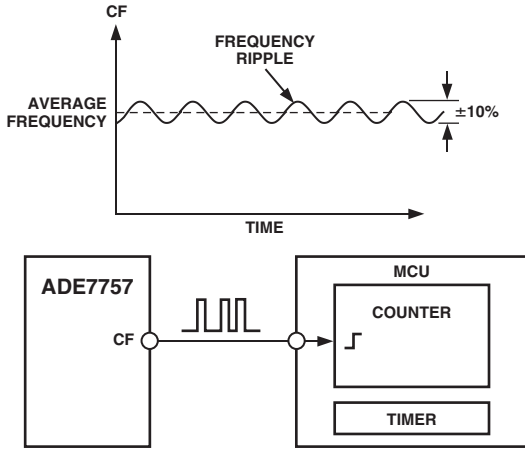 CF
FREQUENCY
RIPPLE
AVERAGE
FREQUENCY
±10%
TIME
ADE7757
CF
MCU
COUNTER
TIMER